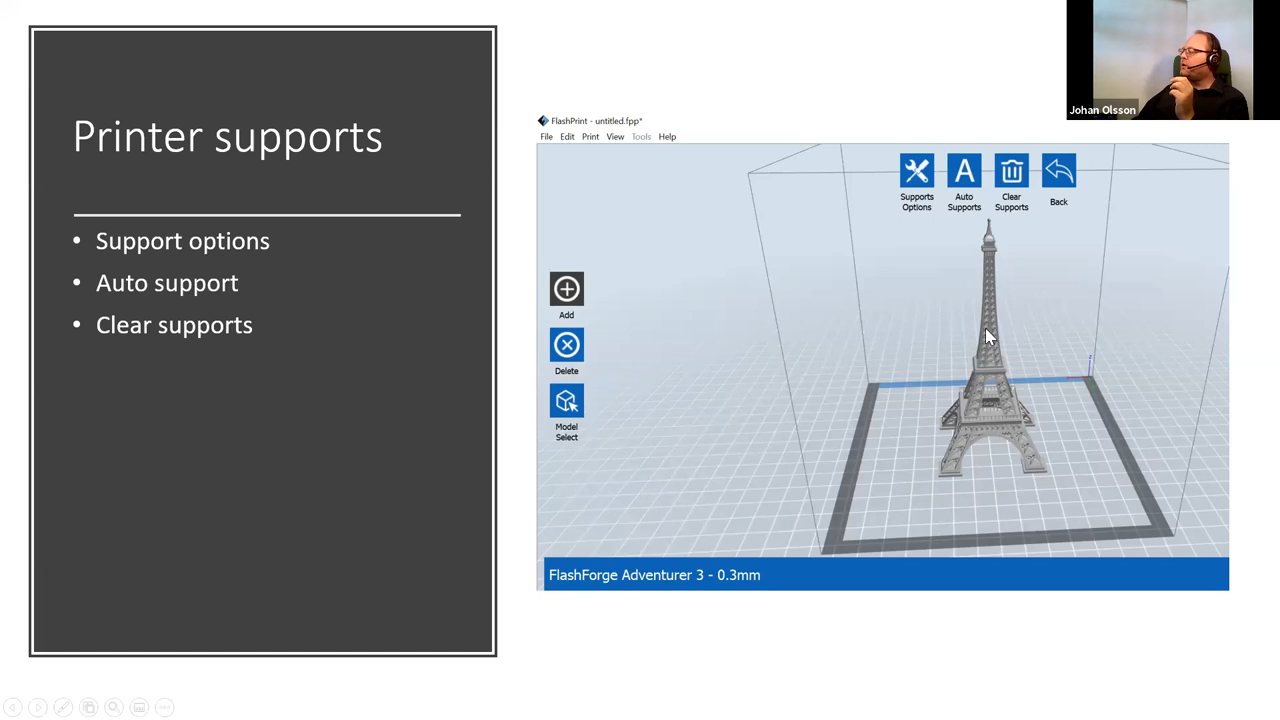 Printer supports
• Support options
• Auto support
• Clear supports
Johan Olsson
FlashPrint - untitled.fpp*
File Edit Print View Tools Help
Supports
Options
Auto
Supports
Clear
Supports
Back
Add
Delete
Model
Select
FlashForge Adventurer 3 - 0.3mm